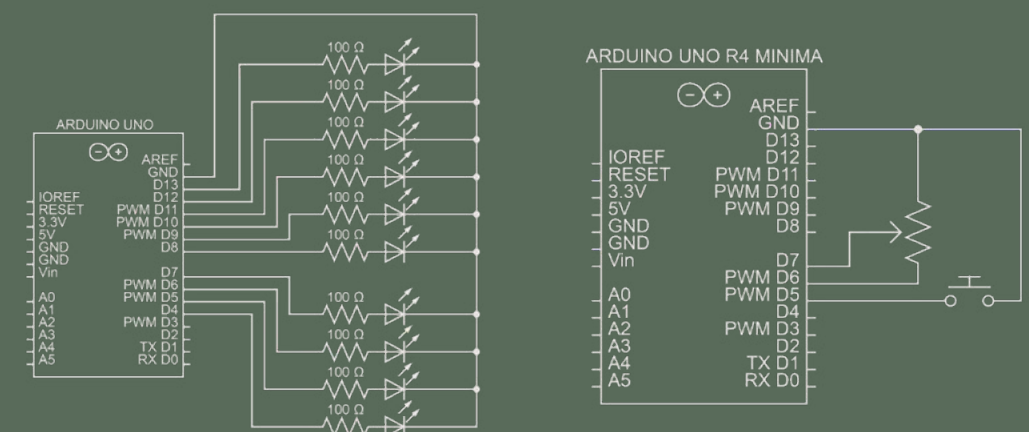 ARDUINO UNO
AREF
GND
D13
D12
PWM D11
PWM D10
PWM D9
D8
D7
PWM D6
PWM D5
D4
PWM D3
D2
TX D1
RX D0
IOREF
RESET
3.3V
5V
GND
GND
Vin
A0
A1
A2
A3
A4
A5
100 Ω
100 Ω
100 Ω
100 Ω
100 Ω
100 Ω
100 Ω
100 Ω
100 Ω
100 Ω
ARDUINO UNO R4 MINIMA
AREF
GND
D13
D12
PWM D11
PWM D10
PWM D9
D8
D7
PWM D6
PWM D5
D4
PWM D3
D2
TX D1
RX D0
IOREF
RESET
3.3V
5V
GND
GND
Vin
A0
A1
A2
A3
A4
A5